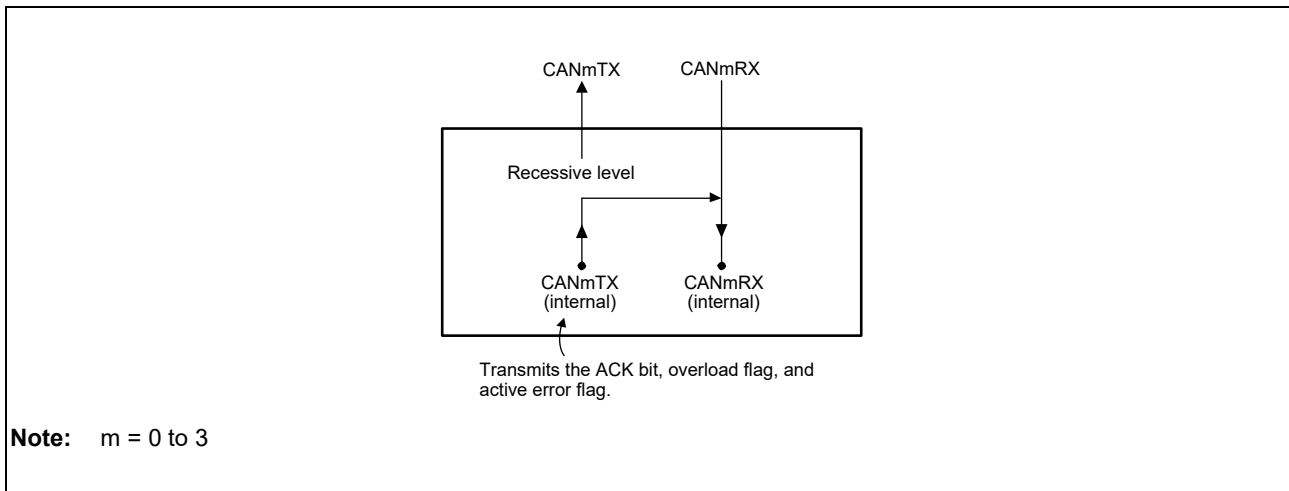 CANmTX CANmRX
Recessive level
CANmTX
(internal)
CANmRX
(internal)
Transmits the ACK bit, overload flag, and
active error flag.
Note: m = 0 to 3